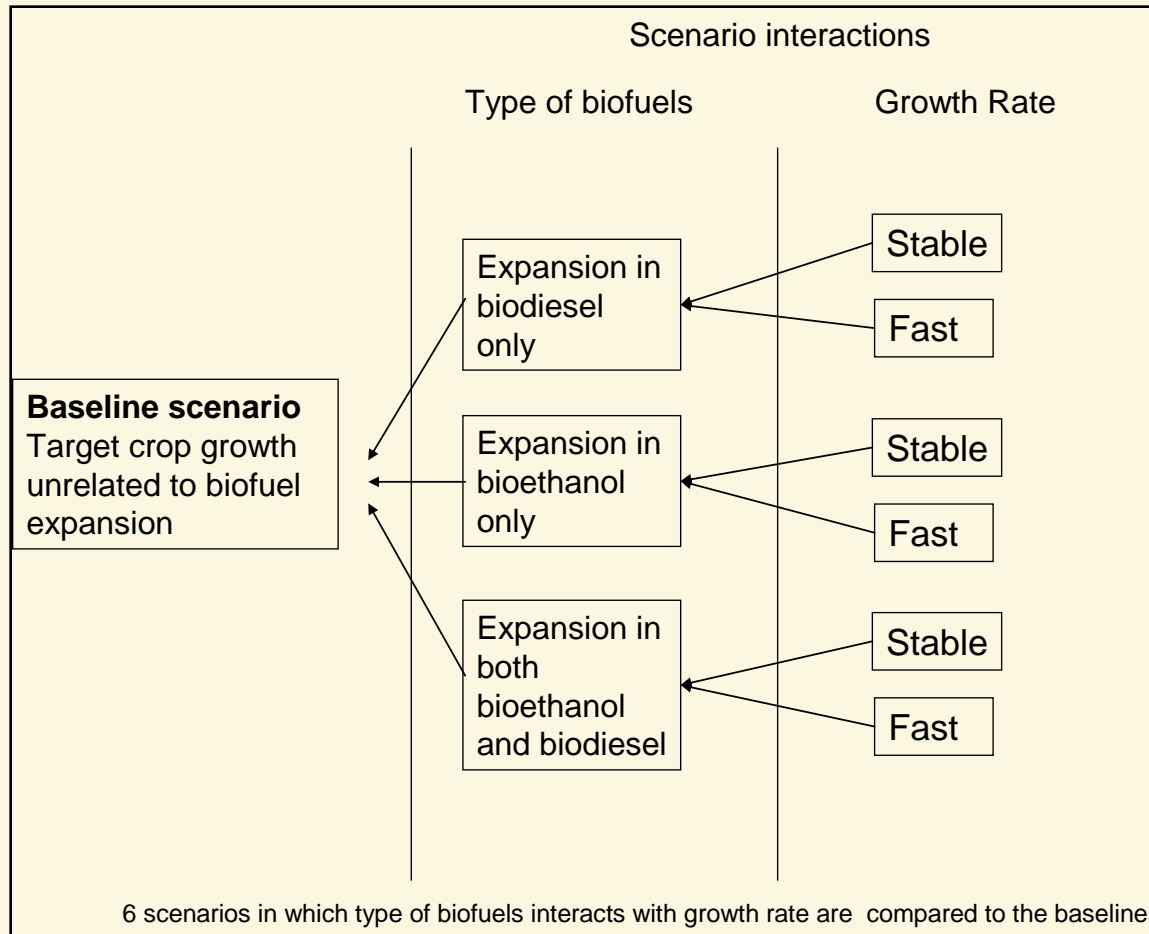 Scenario interactions
Type of biofuels
Growth Rate
Baseline scenario
Target crop growth
unrelated to biofuel
expansion
Expansion in
biodiesel
only
Stable
Fast
Expansion in
bioethanol
only
Stable
Fast
Expansion in
both
bioethanol
and biodiesel
Stable
Fast
6 scenarios in which type of biofuels interacts with growth rate are compared to the baseline